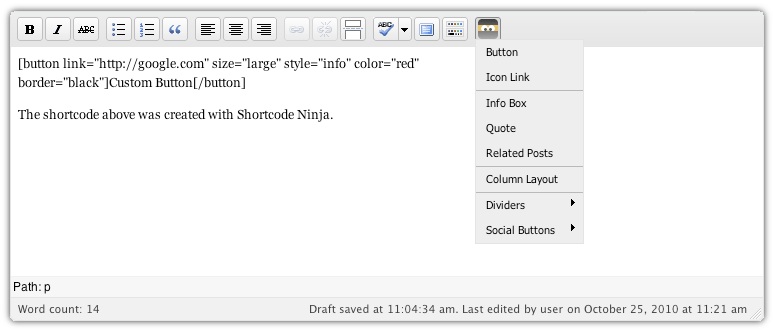 B I ABC ABC
[button link="http://google.com" size="large" style="info" color="red"
border="black"]Custom Button[/button]
The shortcode above was created with Shortcode Ninja.
Button
Icon Link
Info Box
Quote
Related Posts
Column Layout
Dividers
Social Buttons
Path: p
Word count: 14 Draft saved at 11:04:34 am. Last edited by user on October 25, 2010 at 11:21 am